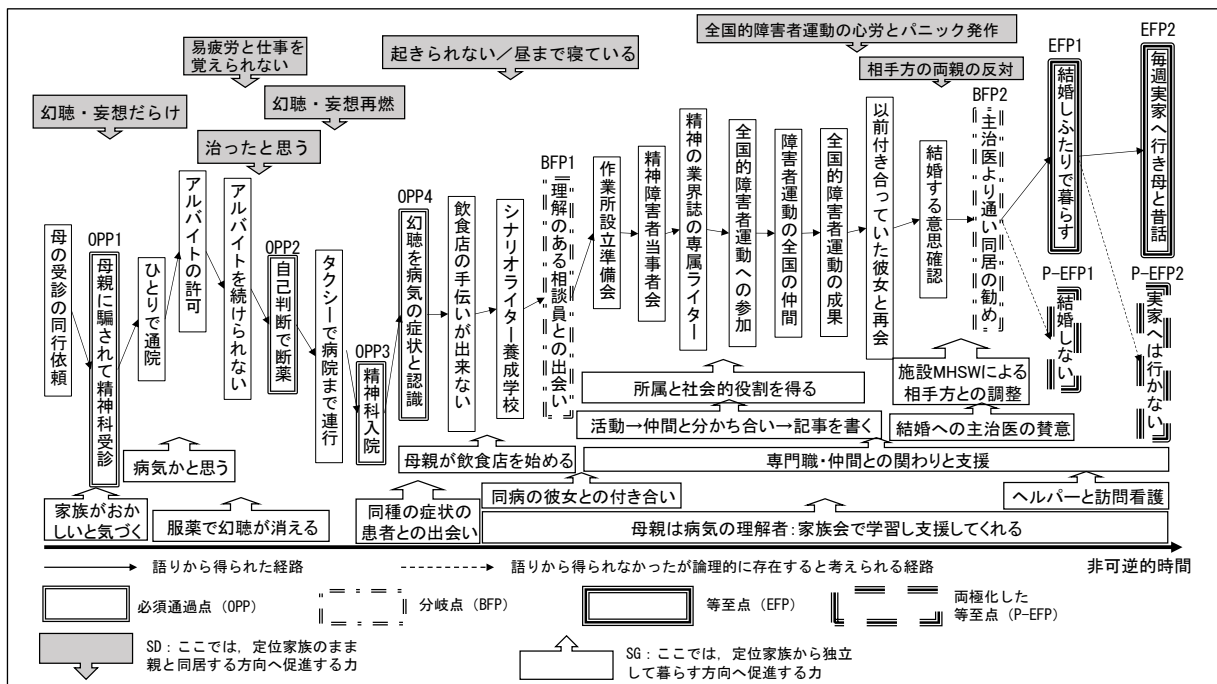 全国的障害者運動の心労とパニック発作
易疲労と仕事を
覚えられない
起きられない／昼まで寝ている
相手方の両親の反対
幻聴・妄想だらけ
幻聴・妄想再燃
治ったと思う
母の受診の同行依頼
OPP1
母親に騙されて精神科受診
ひとりで通院
アルバイトの許可
アルバイトを続けられない
OPP2
自己判断で断薬
タクシーで病院まで連行
OPP3
精神科入院
OPP4
幻聴を病気の症状と認識
飲食店の手伝いが出来ない
シナリオライター養成学校
BFP1
理解のある相談員との出会い
作業所設立準備会
精神障害者当事者会
精神の業界誌の専属ライター
全国的障害者運動への参加
障害者運動の全国の仲間
全国的障害者運動の成果
以前付き合っていた彼女と再会
結婚する意思確認
BFP2
主治医より通い同居の勧め
EFP1
結婚しふたりで暮らす
P-EFP1
結婚しない
EFP2
毎週実家へ行き母と昔話
P-EFP2
実家へは行かない
所属と社会的役割を得る
施設MHSWによる
相手方との調整
活動→仲間と分かち合い→記事を書く
結婚への主治医の賛意
病気かと思う
母親が飲食店を始める
専門職・仲間との関わりと支援
家族がおか
しいと気づく
服薬で幻聴が消える
同種の症状の
患者との出会い
同病の彼女との付き合い
ヘルパーと訪問看護
母親は病気の理解者：家族会で学習し支援してくれる
語りから得られた経路
語りから得られなかったが論理的に存在すると考えられる経路
非可逆的時間
必須通過点（OPP）
分岐点（BFP）
等至点（EFP）
両極化した
等至点（P-EFP）
SD：ここでは，定位家族のまま
親と同居する方向へ促進する力
SG：ここでは，定位家族から独立
して暮らす方向へ促進する力